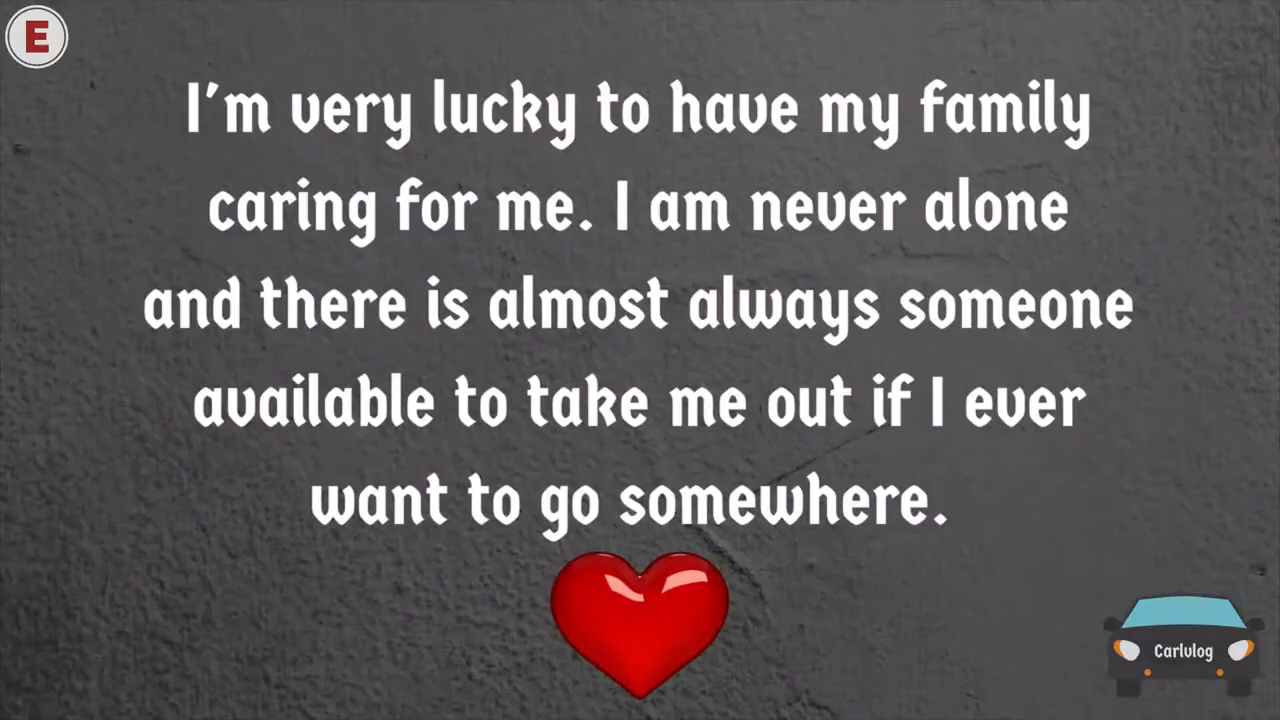 E
I'm very lucky to have my family
caring for me. I am never alone
and there is almost always someone
available to take me out if I ever
want to go somewhere.
Carlvlog